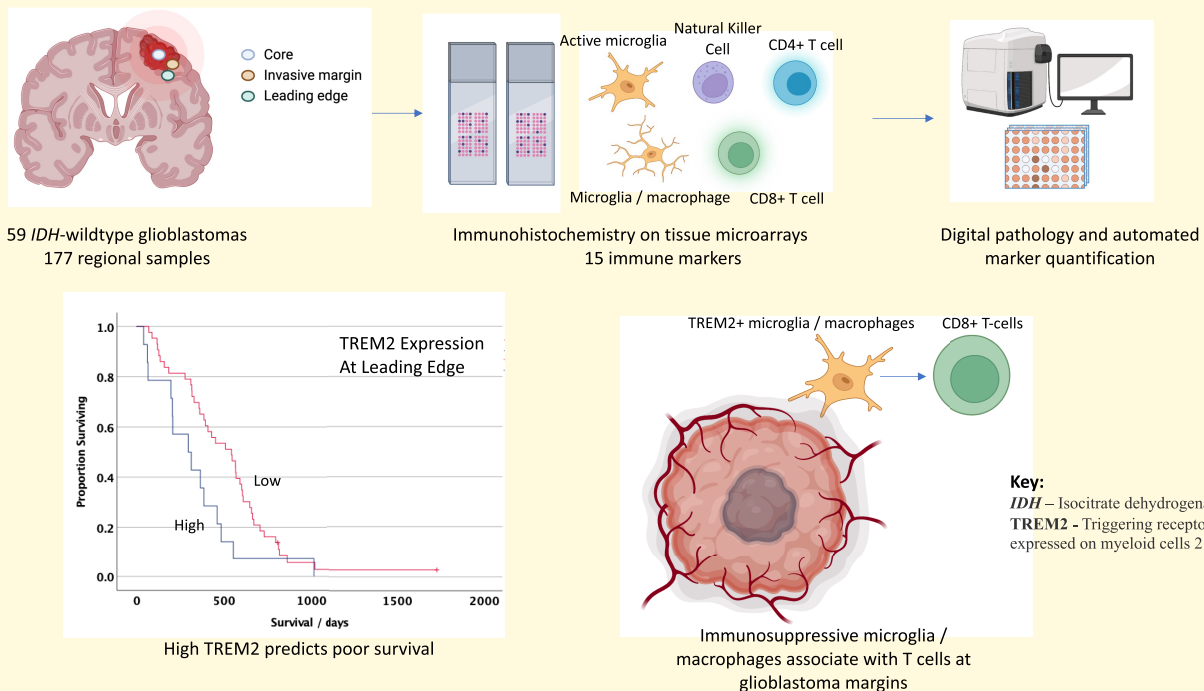 Core
Invasive margin
Leading edge
59 IDH-wildtype glioblastomas
177 regional samples
Active microglia
Natural Killer
Cell
CD4+ T cell
Microglia / macrophage
CD8+ T cell
Immunohistochemistry on tissue microarrays
15 immune markers
Digital pathology and automated
marker quantification
TREM2 Expression
At Leading Edge
Proportion Surviving
1.0
0.8
0.6
0.4
0.2
0.0
Low
High
0
500
1000
1500
2000
Survival / days
High TREM2 predicts poor survival
TREM2+ microglia / macrophages
CD8+ T-cells
Immunosuppressive microglia /
macrophages associate with T cells at
glioblastoma margins
Key:
IDH – Isocitrate dehydrogen
TREM2 - Triggering recepto
expressed on myeloid cells 2